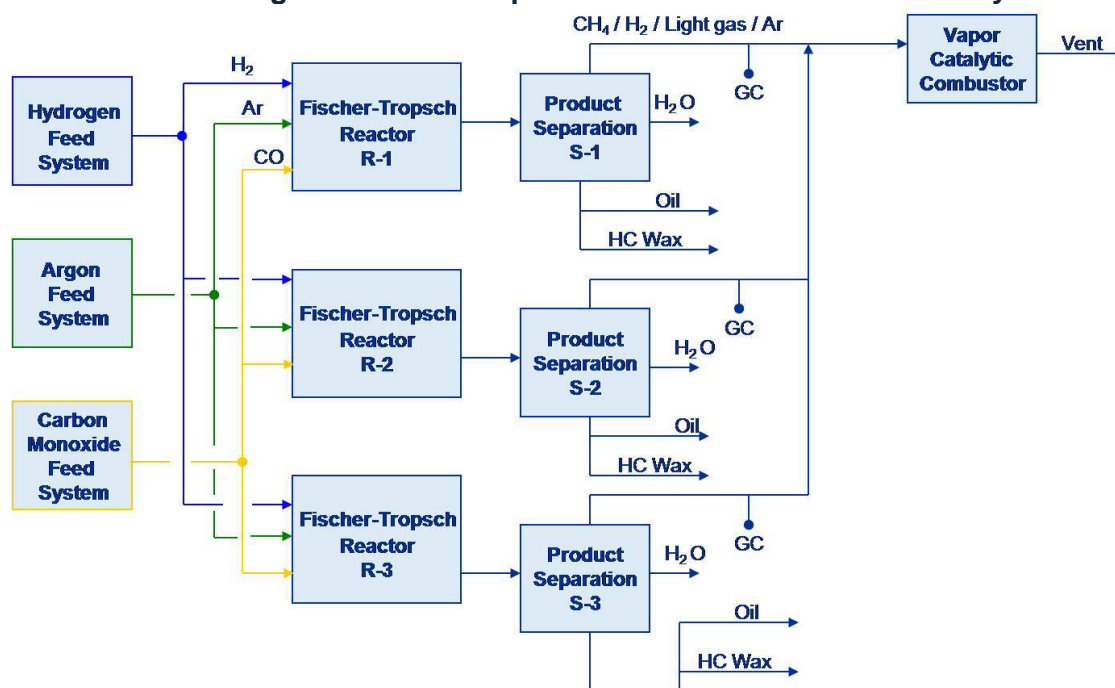 CH₄ / H₂ / Light gas / Ar
Vapor
Catalytic
Combustor
Vent
Hydrogen
Feed
System
H₂
Ar
CO
Fischer-Tropsch
Reactor
R-1
Product
Separation
S-1
GC
H₂O
Oil
HC Wax
Argon
Feed
System
Fischer-Tropsch
Reactor
R-2
Product
Separation
S-2
GC
H₂O
Oil
HC Wax
Carbon
Monoxide
Feed
System
Fischer-Tropsch
Reactor
R-3
Product
Separation
S-3
GC
H₂O
Oil
HC Wax